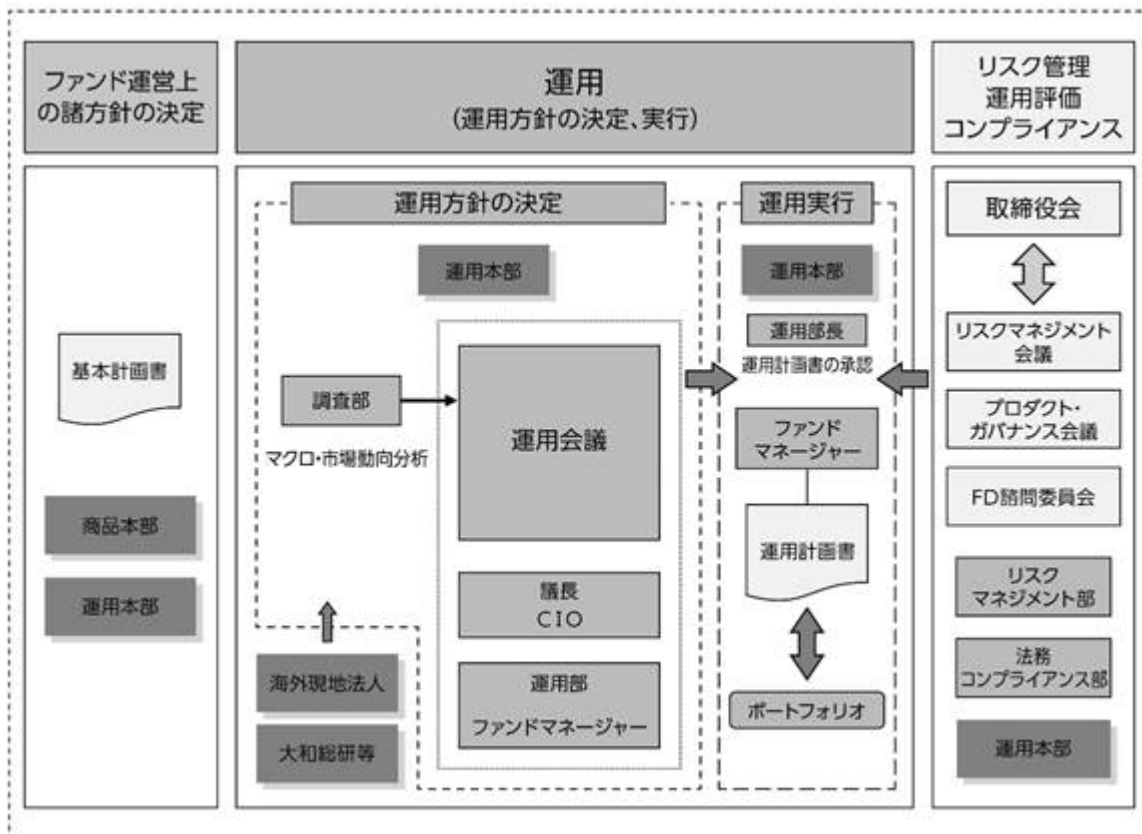 ファンド運営上
の諸方針の決定
基本計画書
商品本部
運用本部
運用
(運用方針の決定、実行)
運用方針の決定
運用本部
調査部
マクロ・市場動向分析
運用会議
議長
CIO
運用部
ファンドマネージャー
海外現地法人
大和総研等
運用実行
運用本部
運用部長
運用計画書の承認
ファンド
マネージャー
運用計画書
ポートフォリオ
リスク管理
運用評価
コンプライアンス
取締役会
リスクマネジメント
会議
プロダクト・
ガバナンス会議
FD諮問委員会
リスク
マネジメント部
法務
コンプライアンス部
運用本部